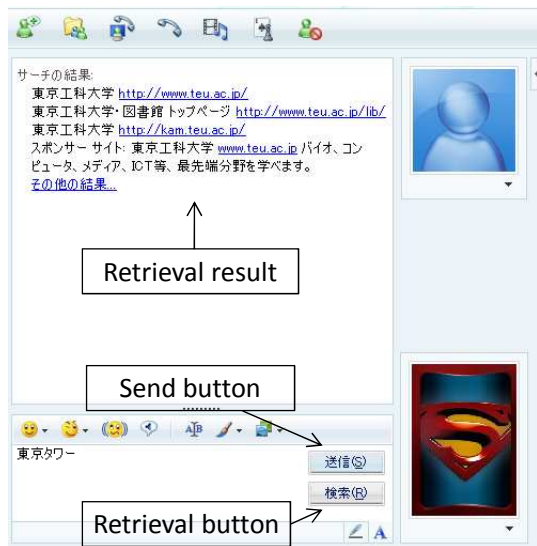 サーチの結果:
東京工科大学 http://www.teu.ac.jp/
東京工科大学・図書館 トップページ http://www.teu.ac.jp/lib/
東京工科大学 http://kam.teu.ac.jp/
スポンサー サイト: 東京工科大学 www.teu.ac.jp バイオ、コン
ピュータ、メディア、ICT等、最先端分野を学べます。
その他の結果...
Retrieval result
Send button
東京タワー
送信(S)
検索(R)
Retrieval button